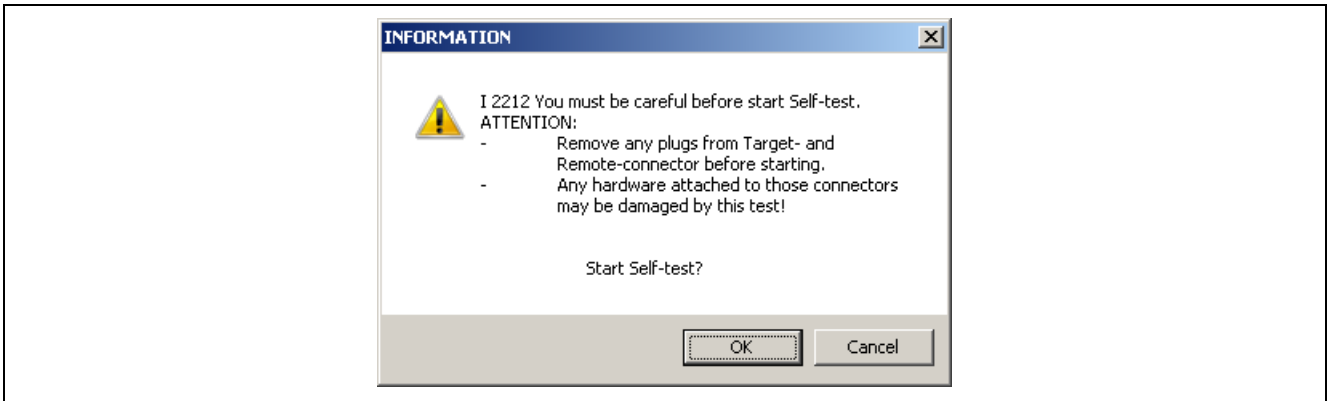 INFORMATION
I 2212 You must be careful before start Self-test.
ATTENTION:
- Remove any plugs from Target- and
Remote-connector before starting.
- Any hardware attached to those connectors
may be damaged by this test!
Start Self-test?
OK Cancel